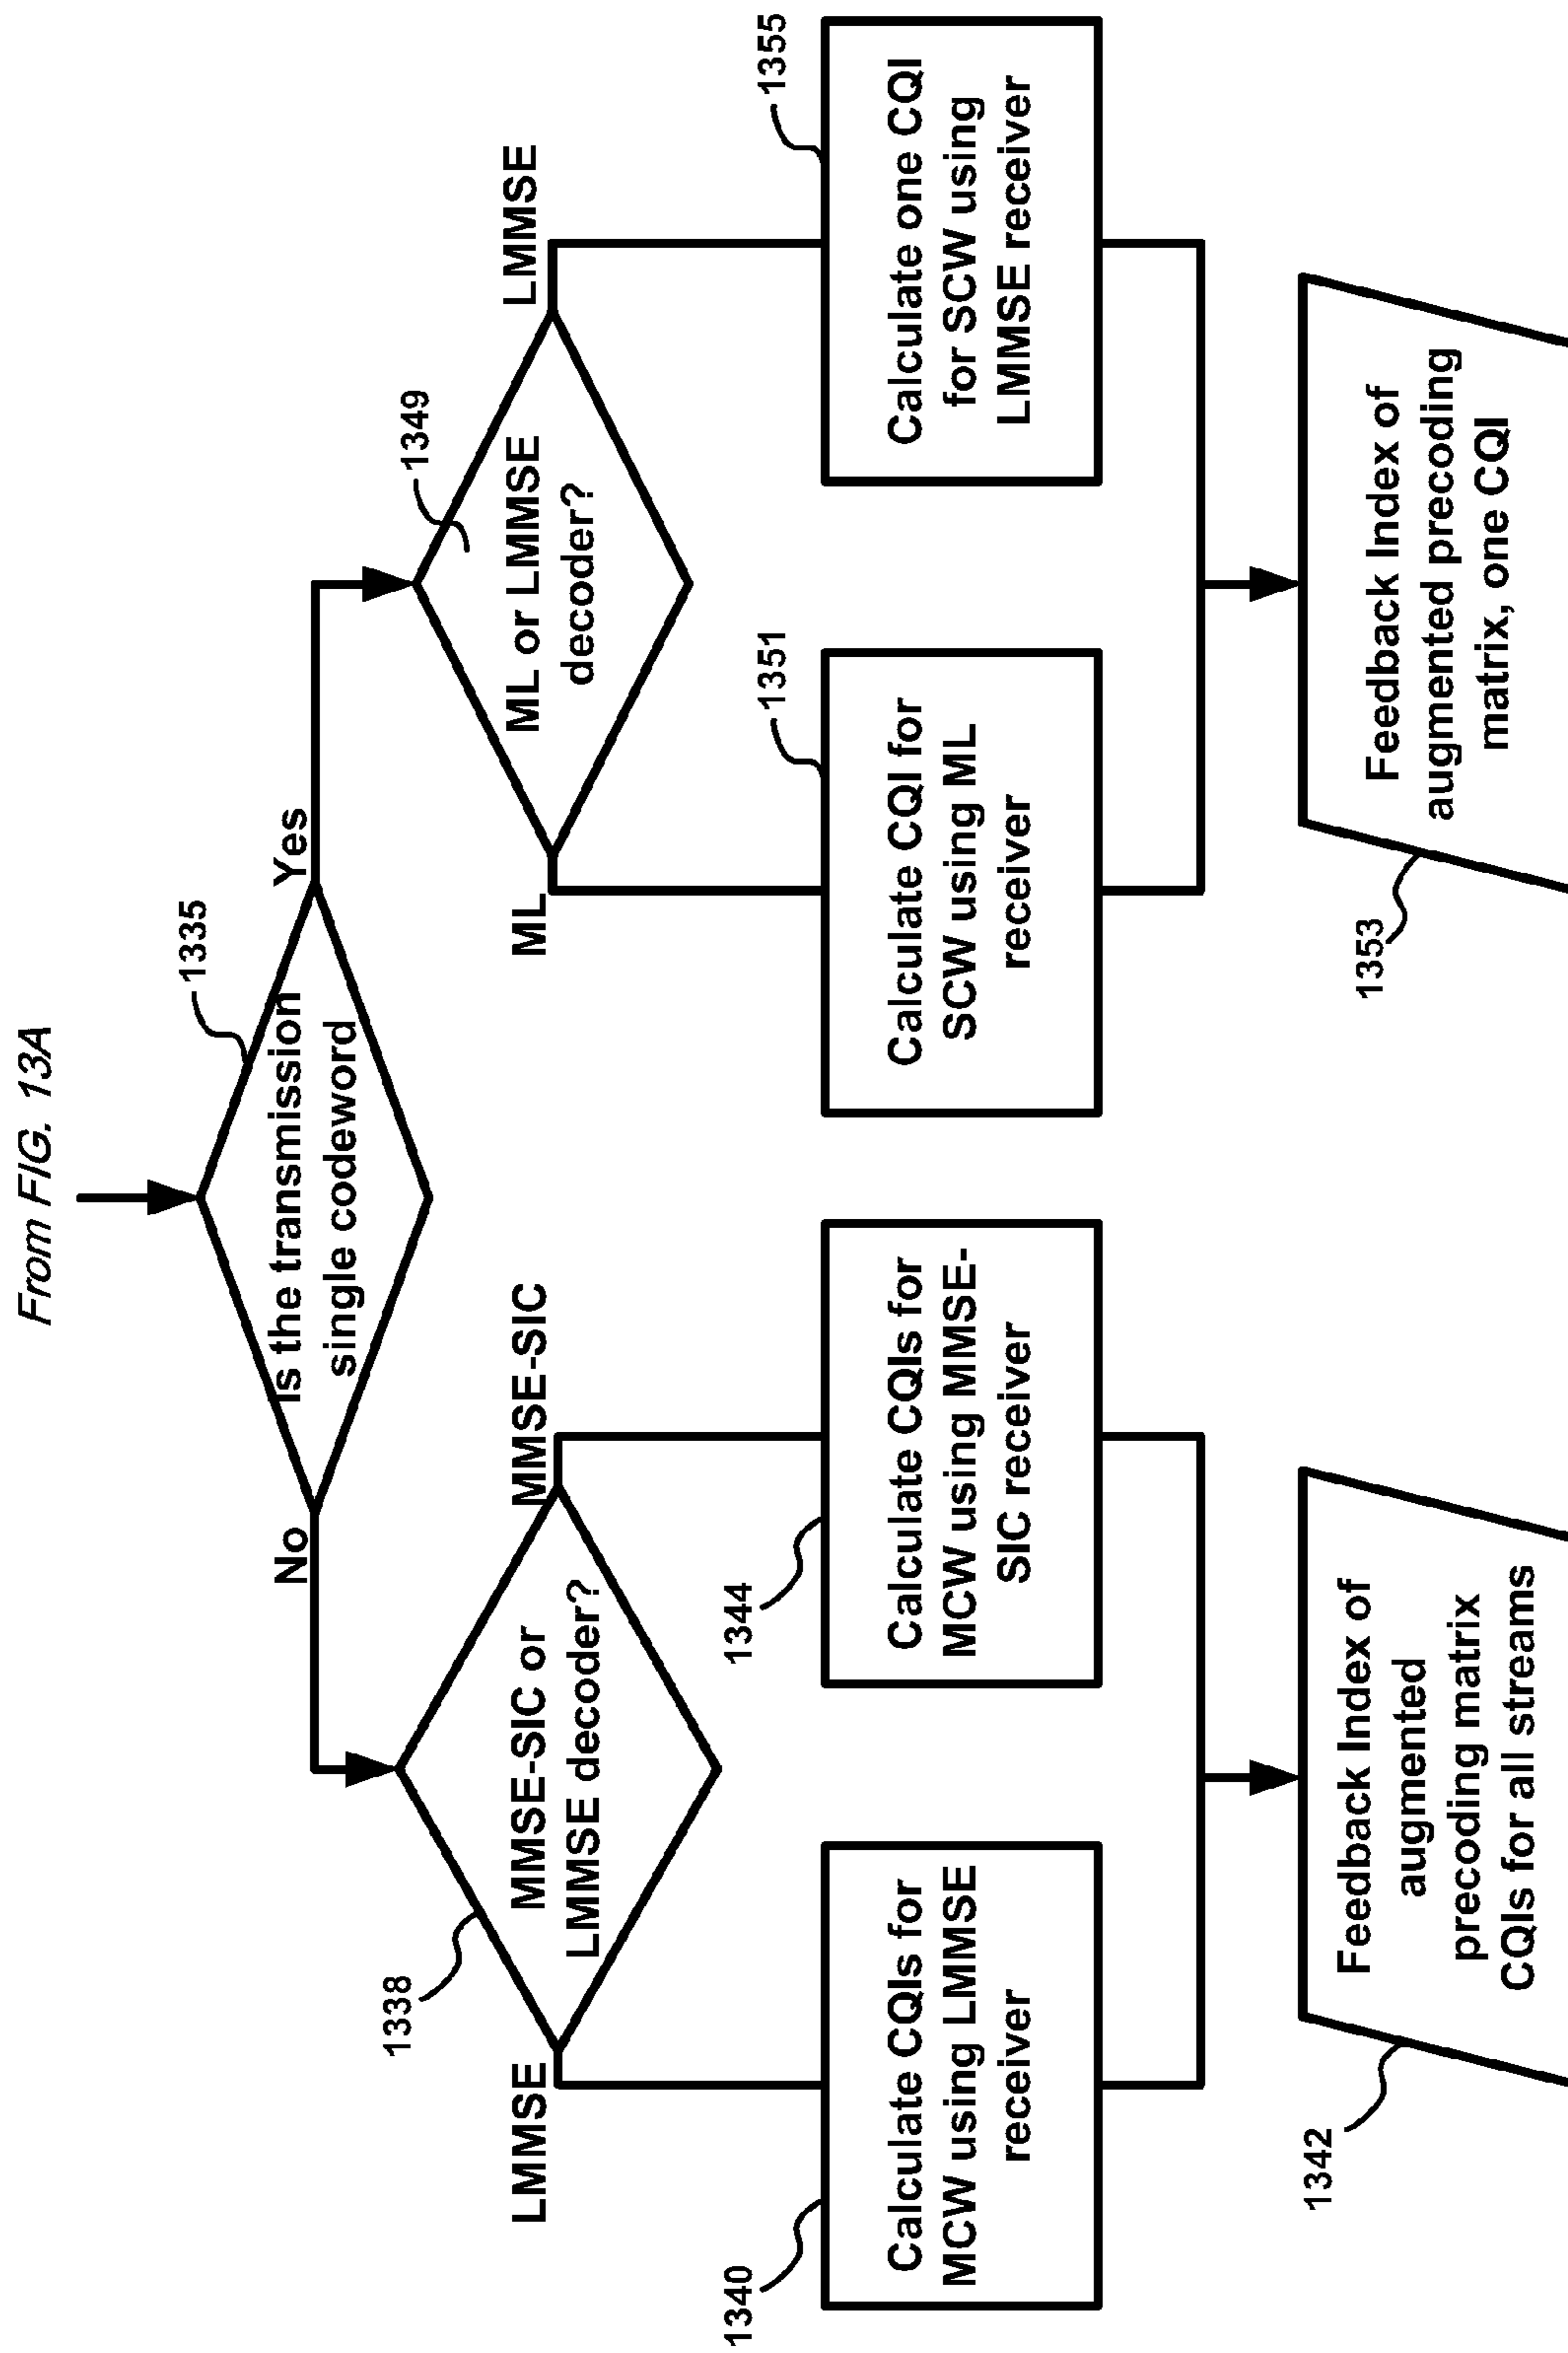 From FIG. 13A
1335
Is the transmission
single codeword
No
Yes
1338
MMSE-SIC or
LMMSE decoder?
LMMSE
MMSE-SIC
1349
ML or LMMSE
decoder?
ML
LMMSE
1340
Calculate CQIs for
MCW using LMMSE
receiver
1344
Calculate CQIs for
MCW using MMSE-
SIC receiver
1351
Calculate CQI for
SCW using ML
receiver
1355
Calculate one CQI
for SCW using
LMMSE receiver
1342
Feedback Index of
augmented
precoding matrix
CQIs for all streams
1353
Feedback Index of
augmented precoding
matrix, one CQI